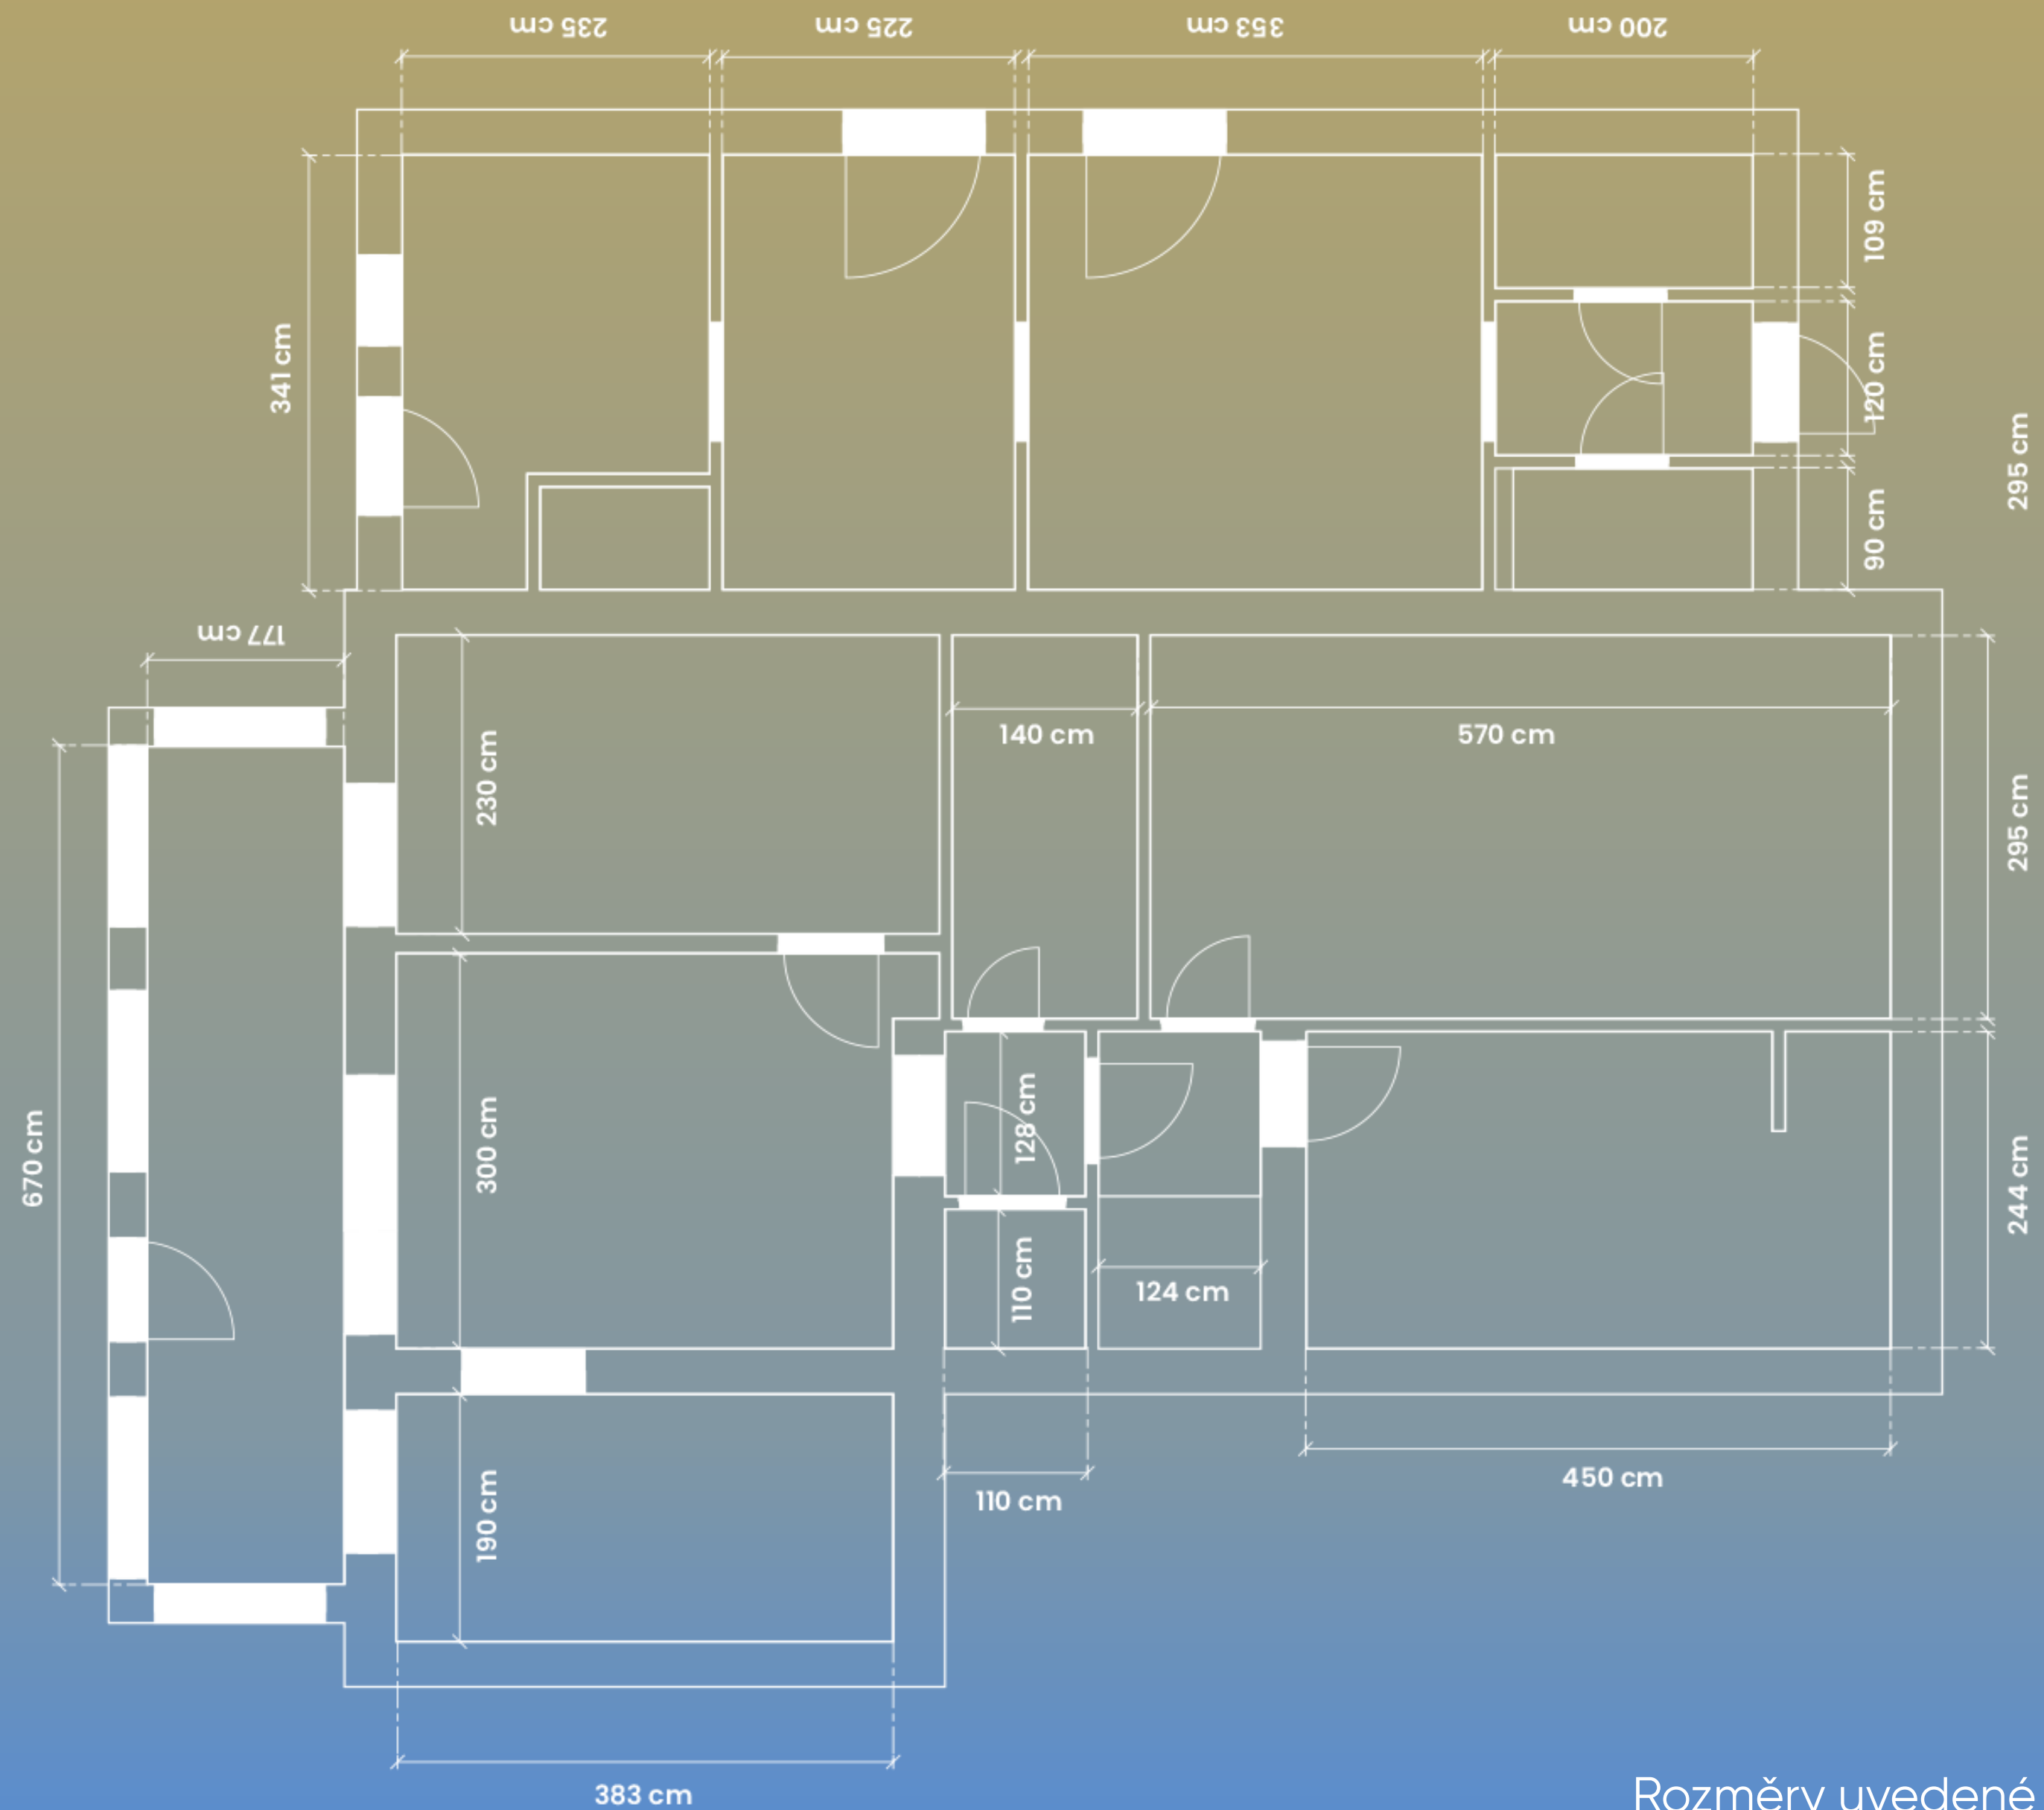 235 cm
225 cm
353 cm
200 cm
109 cm
341 cm
120 cm
295 cm
90 cm
177 cm
140 cm
570 cm
230 cm
295 cm
670 cm
300 cm
128 cm
244 cm
110 cm
124 cm
190 cm
450 cm
110 cm
383 cm
Rozměry uvedené